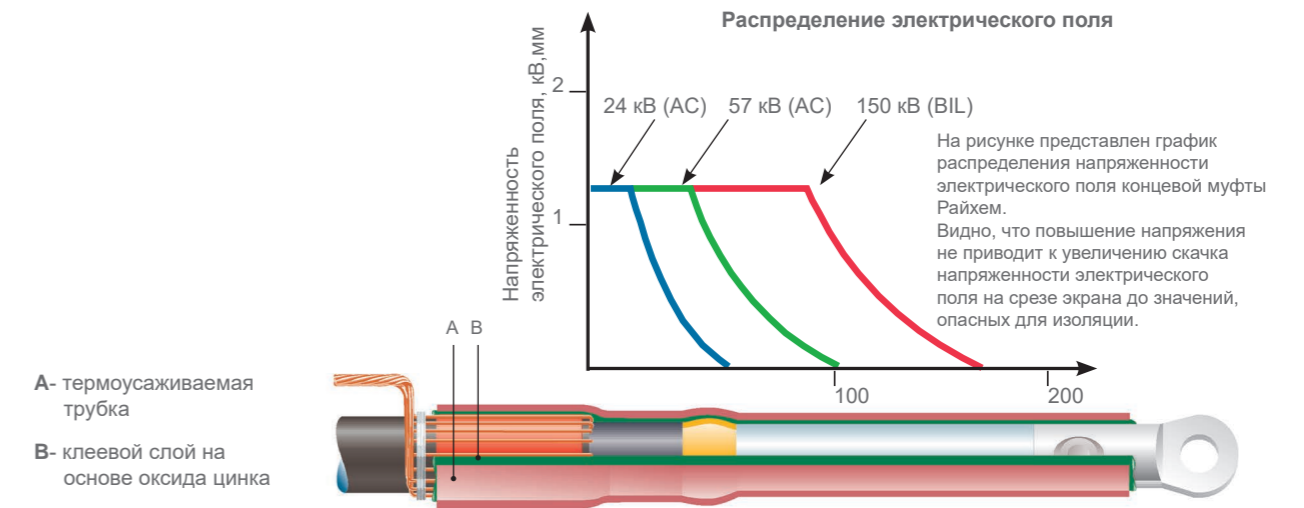 Распределение электрического поля
Напряженность
электрического поля, кВ,мм
2
1
24 кВ (AC)
57 кВ (AC)
150 кВ (BIL)
На рисунке представлен график
распределения напряженности
электрического поля концевой муфты
Райхем.
Видно, что повышение напряжения
не приводит к увеличению скачка
напряженности электрического
поля на срезе экрана до значений,
опасных для изоляции.
100
200
A B
A- термоусаживаемая
трубка
B- клеевой слой на
основе оксида цинка